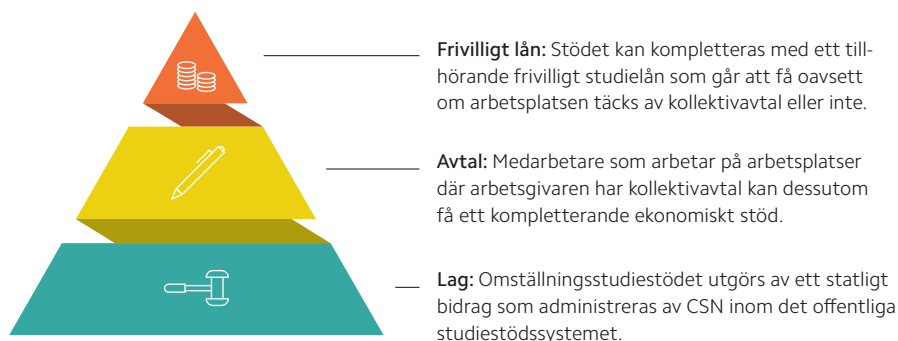 Frivilligt lån: Stödet kan kompletteras med ett till-
hörande frivilligt studielån som går att få oavsett
om arbetsplatsen täcks av kollektivavtal eller inte.
Avtal: Medarbetare som arbetar på arbetsplatser
där arbetsgivaren har kollektivavtal kan dessutom
få ett kompletterande ekonomiskt stöd.
Lag: Omställningsstudiestödet utgörs av ett statligt
bidrag som administreras av CSN inom det offentliga
studiestödssystemet.